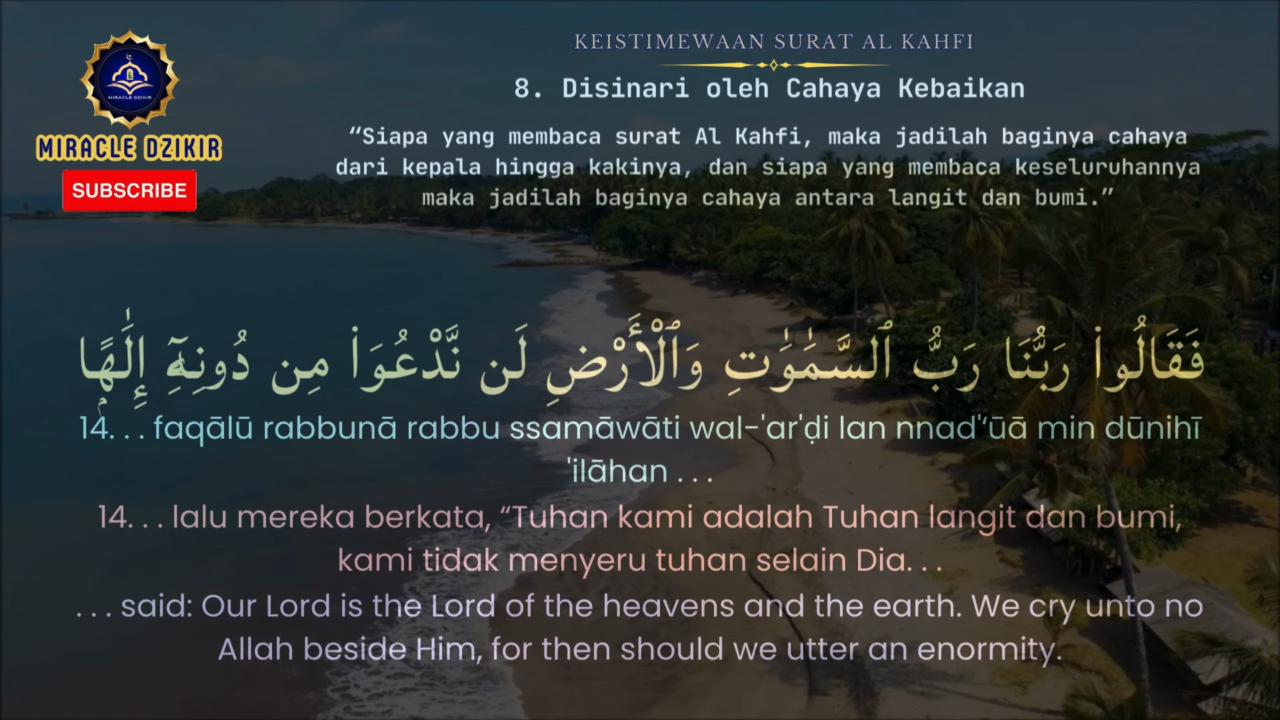 KEISTIMEWAAN SURAT AL KAHFI
8. Disinari oleh Cahaya Kebaikan
“Siapa yang membaca surat Al Kahfi, maka jadilah baginya cahaya
dari kepala hingga kakinya, dan siapa yang membaca keseluruhannya
maka jadilah baginya cahaya antara langit dan bumi.”
MIRACLE DZIKIR
MIRACLE DZIKIR
SUBSCRIBE
فَقَالُوا۟ رَبُّنَا رَبُّ ٱلسَّمَـٰوَٰتِ وَٱلْأَرْضِ لَن نَّدْعُوَا۟ مِن دُونِهِۦٓ إِلَـٰهًۭا
14. . . faqālū rabbunā rabbu ssamāwāti wal-'ar'ḍi lan nnad'ʿūā min dūnihī
'ilāhan . . .
14. . . lalu mereka berkata, “Tuhan kami adalah Tuhan langit dan bumi,
kami tidak menyeru tuhan selain Dia. . .
. . . said: Our Lord is the Lord of the heavens and the earth. We cry unto no
Allah beside Him, for then should we utter an enormity.